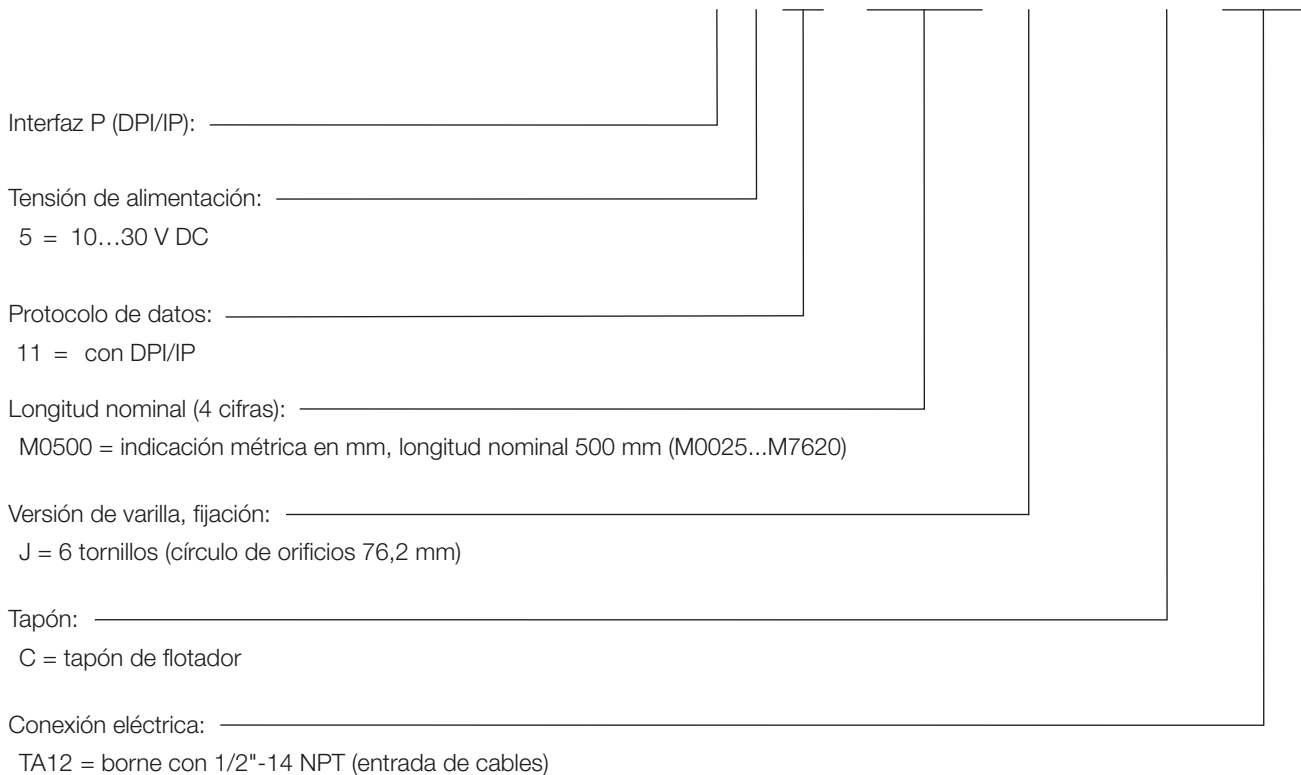 Interfaz P (DPI/IP):
Tensión de alimentación:
5 = 10...30 V DC
Protocolo de datos:
11 = con DPI/IP
Longitud nominal (4 cifras):
M0500 = indicación métrica en mm, longitud nominal 500 mm (M0025...M7620)
Versión de varilla, fijación:
J = 6 tornillos (círculo de orificios 76,2 mm)
Tapón:
C = tapón de flotador
Conexión eléctrica:
TA12 = borne con 1/2"-14 NPT (entrada de cables)